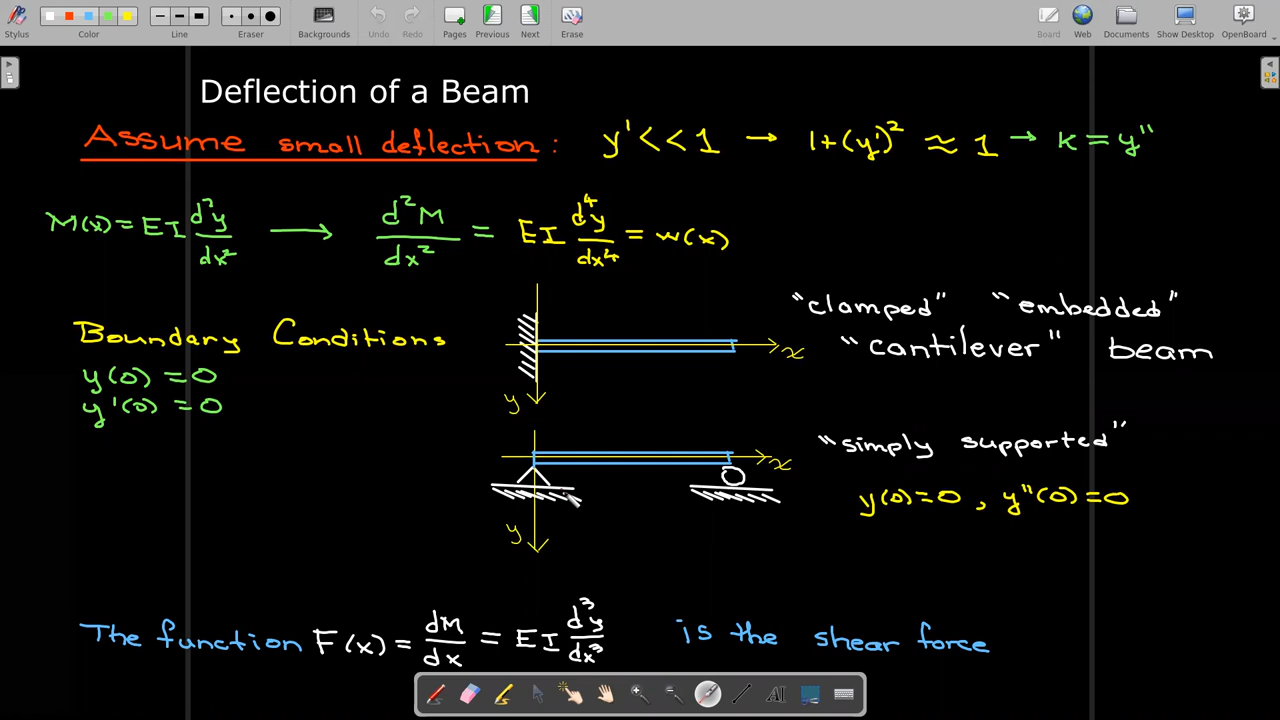 Stylus Color Line Eraser Backgrounds Undo Redo Pages Previous Next Erase Board Web Documents Show Desktop OpenBoard
Deflection of a Beam
Assume small deflection: y' << 1 → 1+(y')² ≈ 1 → k = y"
M(x) = EI d²y/dx² → d²M/dx² = EI d⁴y/dx⁴ = w(x)
"clamped" "embedded"
Boundary Conditions
"cantilever" beam
x
y(0) = 0
y'(0) = 0
y
"simply supported"
x
y(0)=0, y"(0)=0
y
The function F(x) = dM/dx = EI d³y/dx³ is the shear force
AI